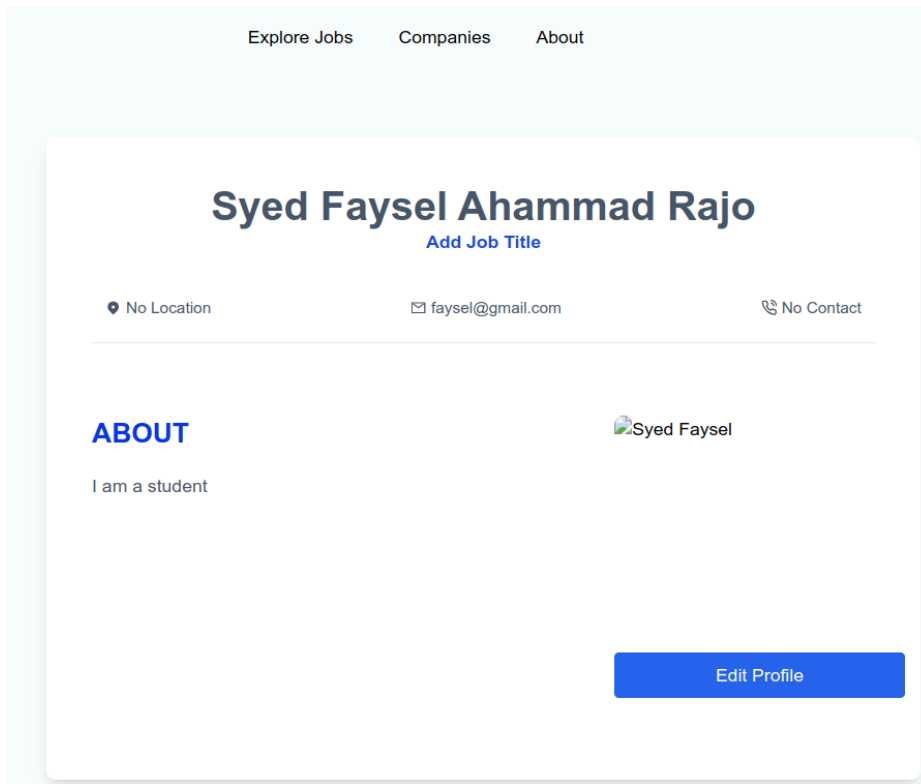 Explore Jobs Companies About
Syed Faysel Ahammad Rajo
Add Job Title
No Location faysel@gmail.com No Contact
ABOUT
Syed Faysel
I am a student
Edit Profile